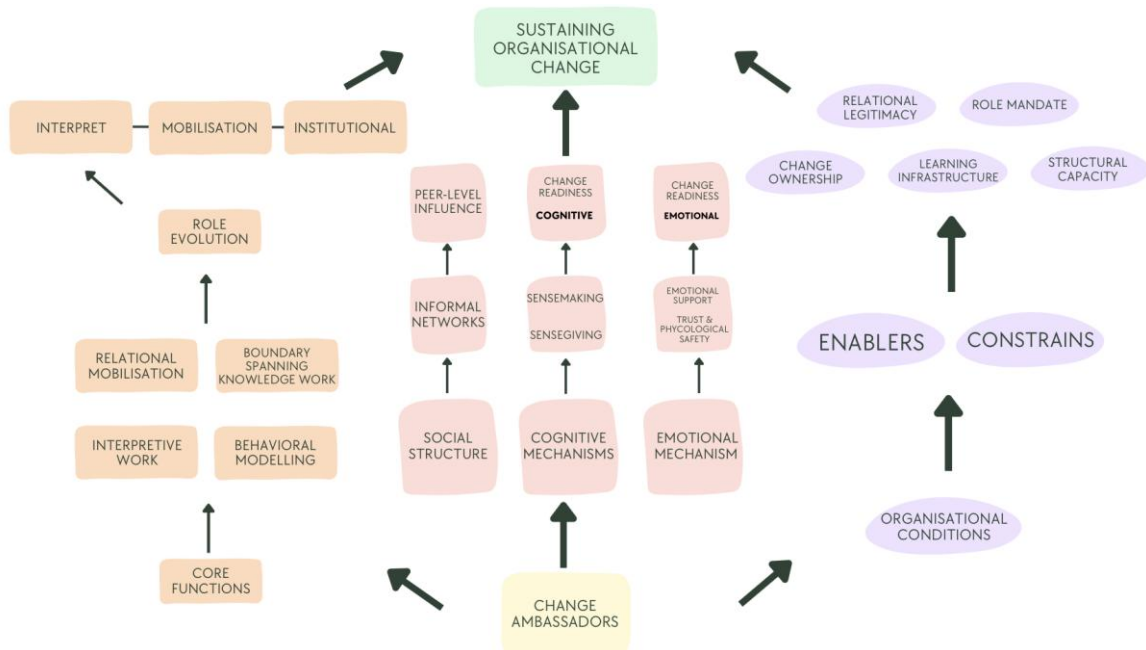 SUSTAINING
ORGANISATIONAL
CHANGE
INTERPRET
MOBILISATION
INSTITUTIONAL
ROLE
EVOLUTION
RELATIONAL
MOBILISATION
BOUNDARY
SPANNING
KNOWLEDGE WORK
INTERPRETIVE
WORK
BEHAVIORAL
MODELLING
CORE
FUNCTIONS
PEER-LEVEL
INFLUENCE
CHANGE
READINESS
COGNITIVE
CHANGE
READINESS
EMOTIONAL
INFORMAL
NETWORKS
SENSEMAKING
SENSEGIVING
EMOTIONAL
SUPPORT
TRUST &
PHYCOLOGICAL
SAFETY
SOCIAL
STRUCTURE
COGNITIVE
MECHANISMS
EMOTIONAL
MECHANISM
CHANGE
AMBASSADORS
RELATIONAL
LEGITIMACY
ROLE MANDATE
CHANGE
OWNERSHIP
LEARNING
INFRASTRUCTURE
STRUCTURAL
CAPACITY
ENABLERS
CONSTRAINS
ORGANISATIONAL
CONDITIONS